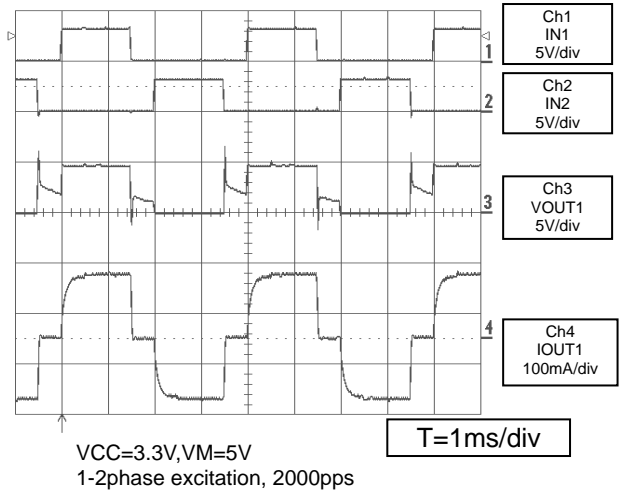 Ch1
IN1
5V/div
1
Ch2
IN2
5V/div
2
Ch3
VOUT1
5V/div
3
Ch4
IOUT1
100mA/div
4
T=1ms/div
VCC=3.3V,VM=5V
1-2phase excitation, 2000pps